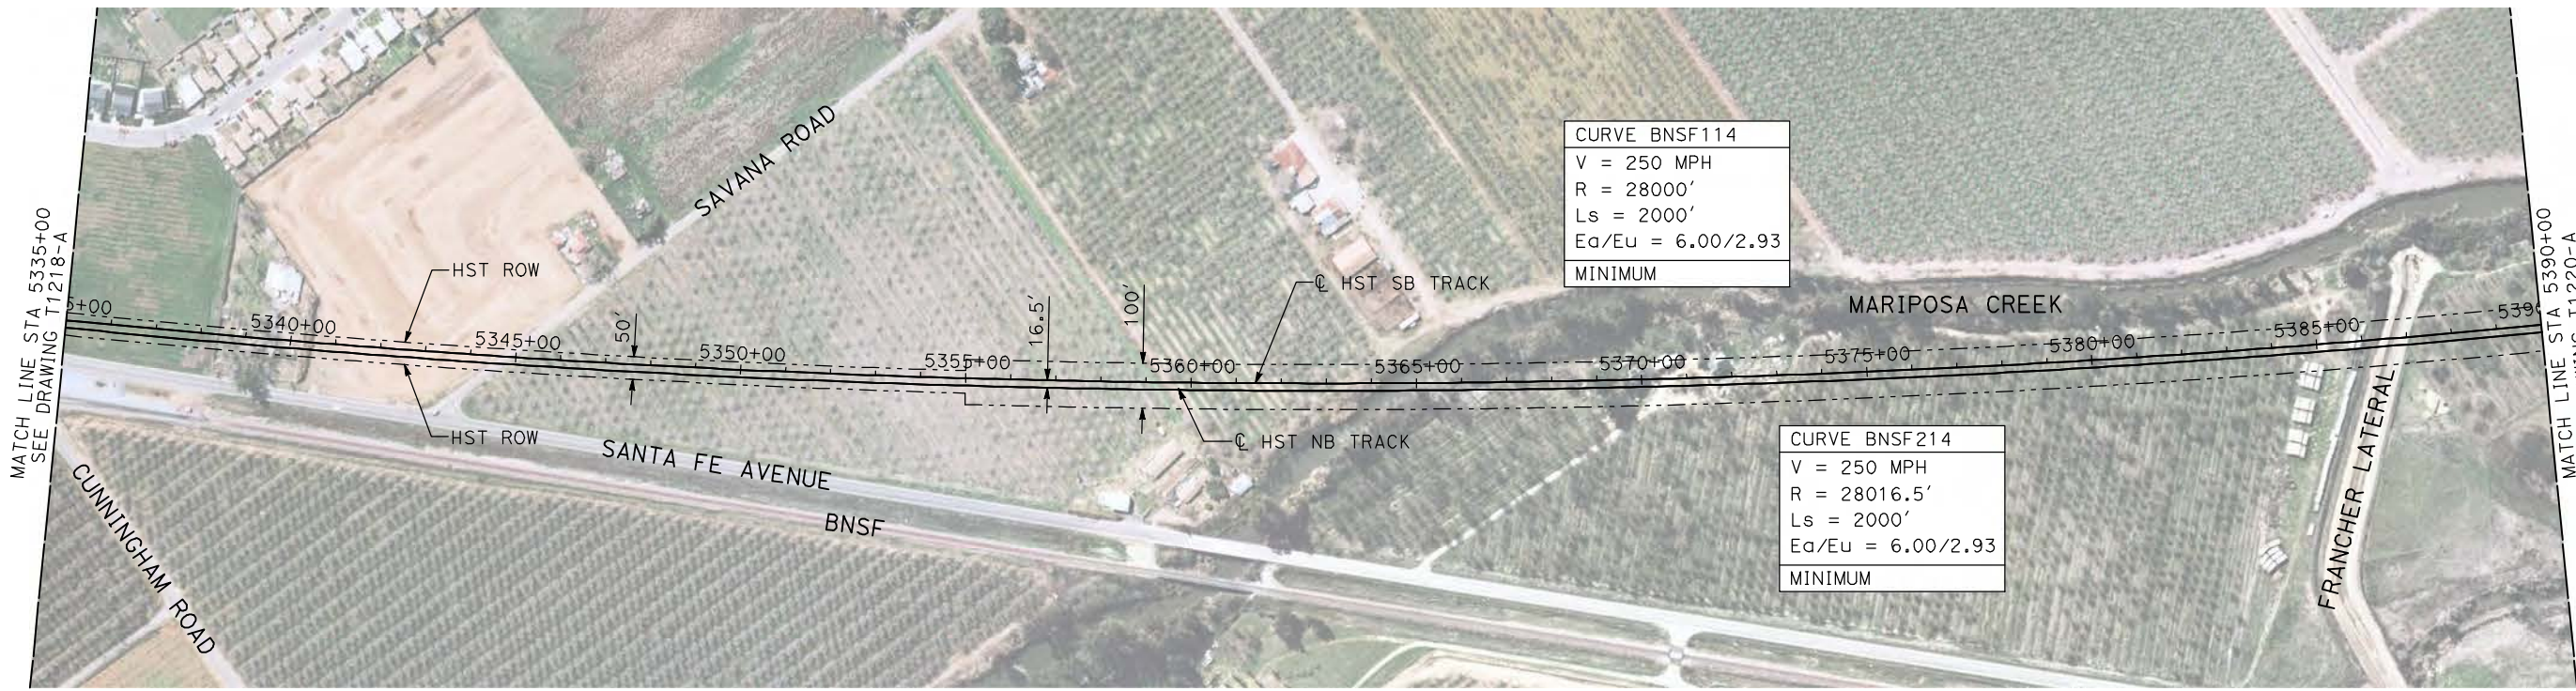 MATCH LINE STA 5335+00
SEE DRAWING T1218-A
5+00
5340+00
5345+00
5350+00
5355+00
5360+00
5365+00
5370+00
5375+00
5380+00
5385+00
HST ROW
HST ROW
50'
16.5'
100'
SAVANA ROAD
℄ HST SB TRACK
℄ HST NB TRACK
SANTA FE AVENUE
BNSF
CUNNINGHAM ROAD
MARIPOSA CREEK
FRANCHER LATERAL
CURVE BNSF114
V = 250 MPH
R = 28000'
Ls = 2000'
Ea/Eu = 6.00/2.93
MINIMUM
CURVE BNSF214
V = 250 MPH
R = 28016.5'
Ls = 2000'
Ea/Eu = 6.00/2.93
MINIMUM
MATCH LINE STA 5390+00